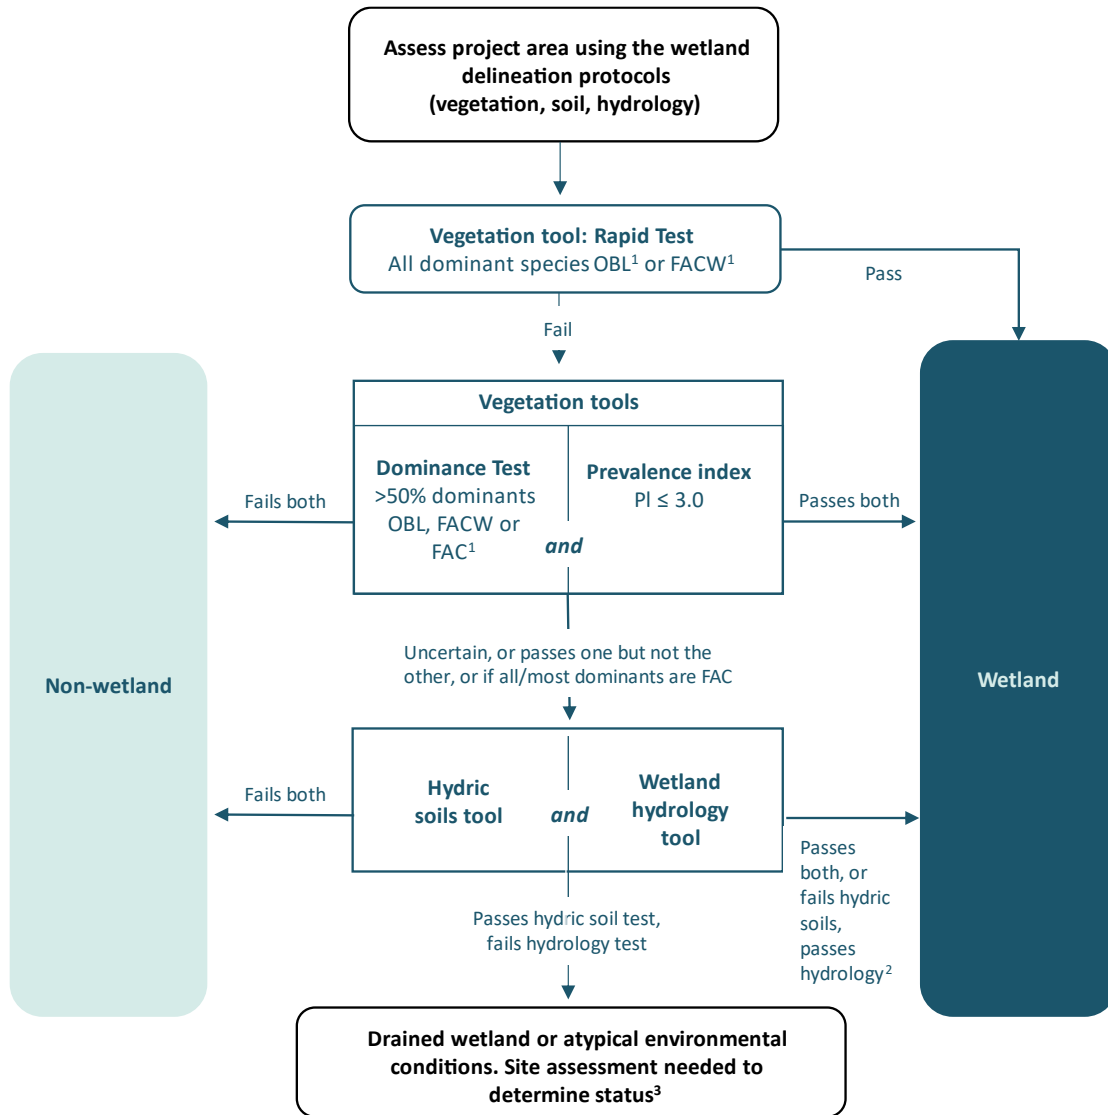 Assess project area using the wetland
delineation protocols
(vegetation, soil, hydrology)
Vegetation tool: Rapid Test
All dominant species OBL¹ or FACW¹
Pass
Fail
Vegetation tools
Dominance Test
>50% dominants
OBL, FACW or
FAC¹
and
Prevalence index
PI ≤ 3.0
Fails both
Passes both
Uncertain, or passes one but not the
other, or if all/most dominants are FAC
Non-wetland
Wetland
Fails both
Hydric
soils tool
and
Wetland
hydrology
tool
Passes
both, or
fails hydric
soils,
passes
hydrology²
Passes hydric soil test,
fails hydrology test
Drained wetland or atypical environmental
conditions. Site assessment needed to
determine status³